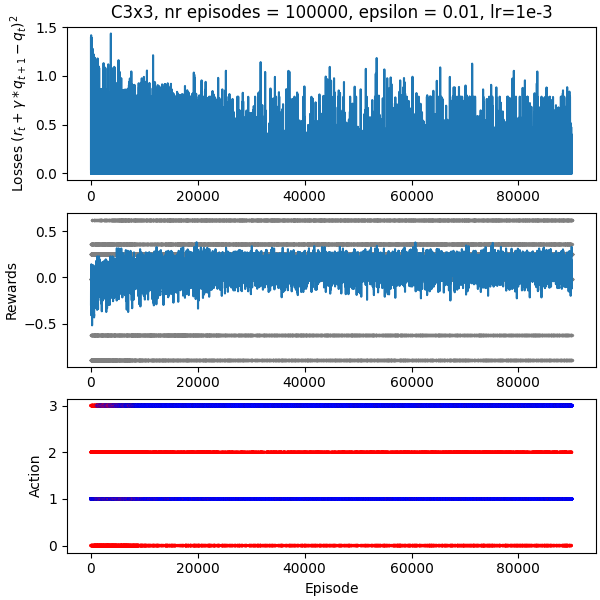 C3x3, nr episodes = 100000, epsilon = 0.01, lr=1e-3
Losses $(r_t + \gamma * q_{t+1} - q_t)^2$
1.5
1.0
0.5
0.0
0 20000 40000 60000 80000
Rewards
0.5
0.0
−0.5
0 20000 40000 60000 80000
Action
3
2
1
0
0 20000 40000 60000 80000
Episode